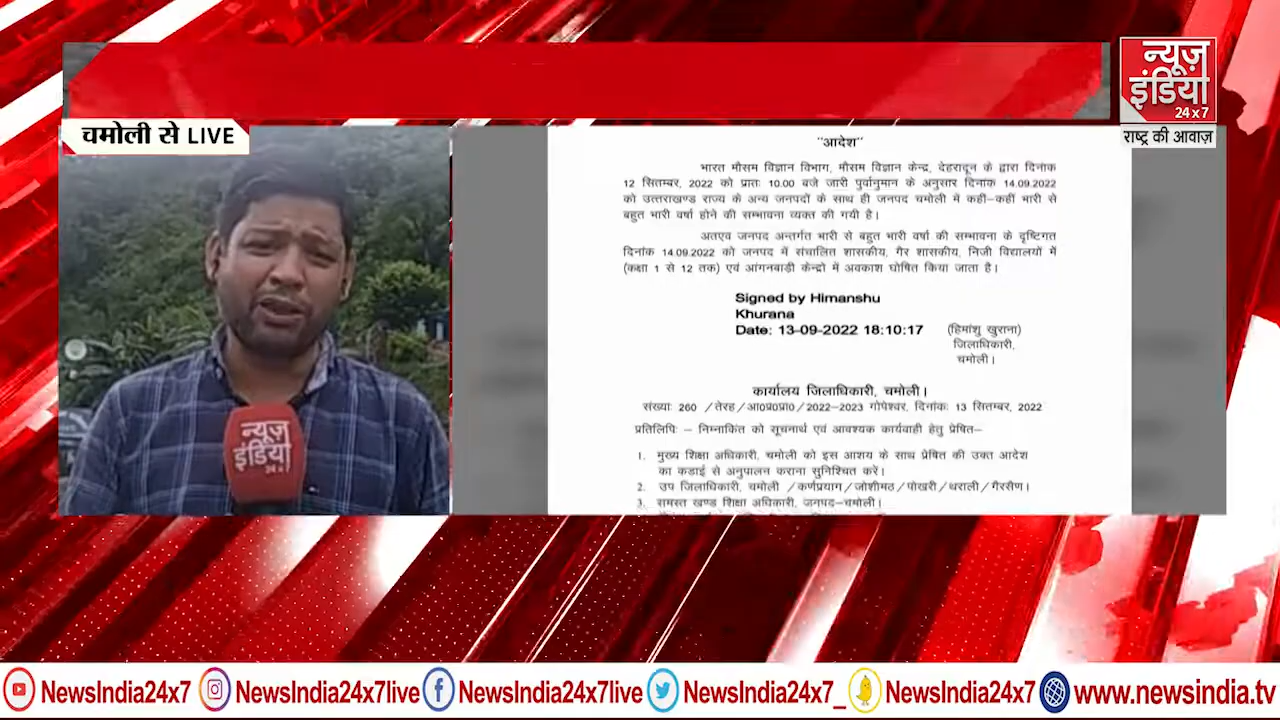 न्यूज़
इंडिया
24x7
राष्ट्र की आवाज़
चमोली से LIVE
"आदेश"
भारत मौसम विज्ञान विभाग, मौसम विज्ञान केन्द्र, देहरादून के द्वारा दिनांक
12 सितम्बर, 2022 को प्रातः 10.00 बजे जारी पुर्वानुमान के अनुसार दिनांक 14.09.2022
को उत्तराखण्ड राज्य के अन्य जनपदों के साथ ही जनपद चमोली में कहीं–कहीं भारी से
बहुत भारी वर्षा होने की सम्भावना व्यक्त की गयी है।
अतएव जनपद अन्तर्गत भारी से बहुत भारी वर्षा की सम्भावना के दृष्टिगत
दिनांक 14.09.2022 को जनपद में संचालित शासकीय, गैर शासकीय, निजी विद्यालयों में
(कक्षा 1 से 12 तक) एवं आंगनबाड़ी केन्द्रो में अवकाश घोषित किया जाता है।
Signed by Himanshu
Khurana
Date: 13-09-2022 18:10:17
(हिमांशु खुराना)
जिलाधिकारी,
चमोली।
कार्यालय जिलाधिकारी, चमोली।
संख्याः 260 /तेरह/आ0प्र0प्रा0/2022–2023 गोपेश्वर, दिनांकः 13 सितम्बर, 2022
प्रतिलिपिः – निम्नांकित को सूचनार्थ एवं आवश्यक कार्यवाही हेतु प्रेषित–
1. मुख्य शिक्षा अधिकारी, चमोली को इस आशय के साथ प्रेषित की उक्त आदेश
का कडाई से अनुपालन कराना सुनिश्चित करें।
2. उप जिलाधिकारी, चमोली /कर्णप्रयाग/जोशीमठ/पोखरी/थराली/गैरसैण।
3. समस्त खण्ड शिक्षा अधिकारी, जनपद–चमोली।
न्यूज़
इंडिया
24x7
NewsIndia24x7
NewsIndia24x7live
NewsIndia24x7live
NewsIndia24x7_
NewsIndia24x7
www.newsindia.tv